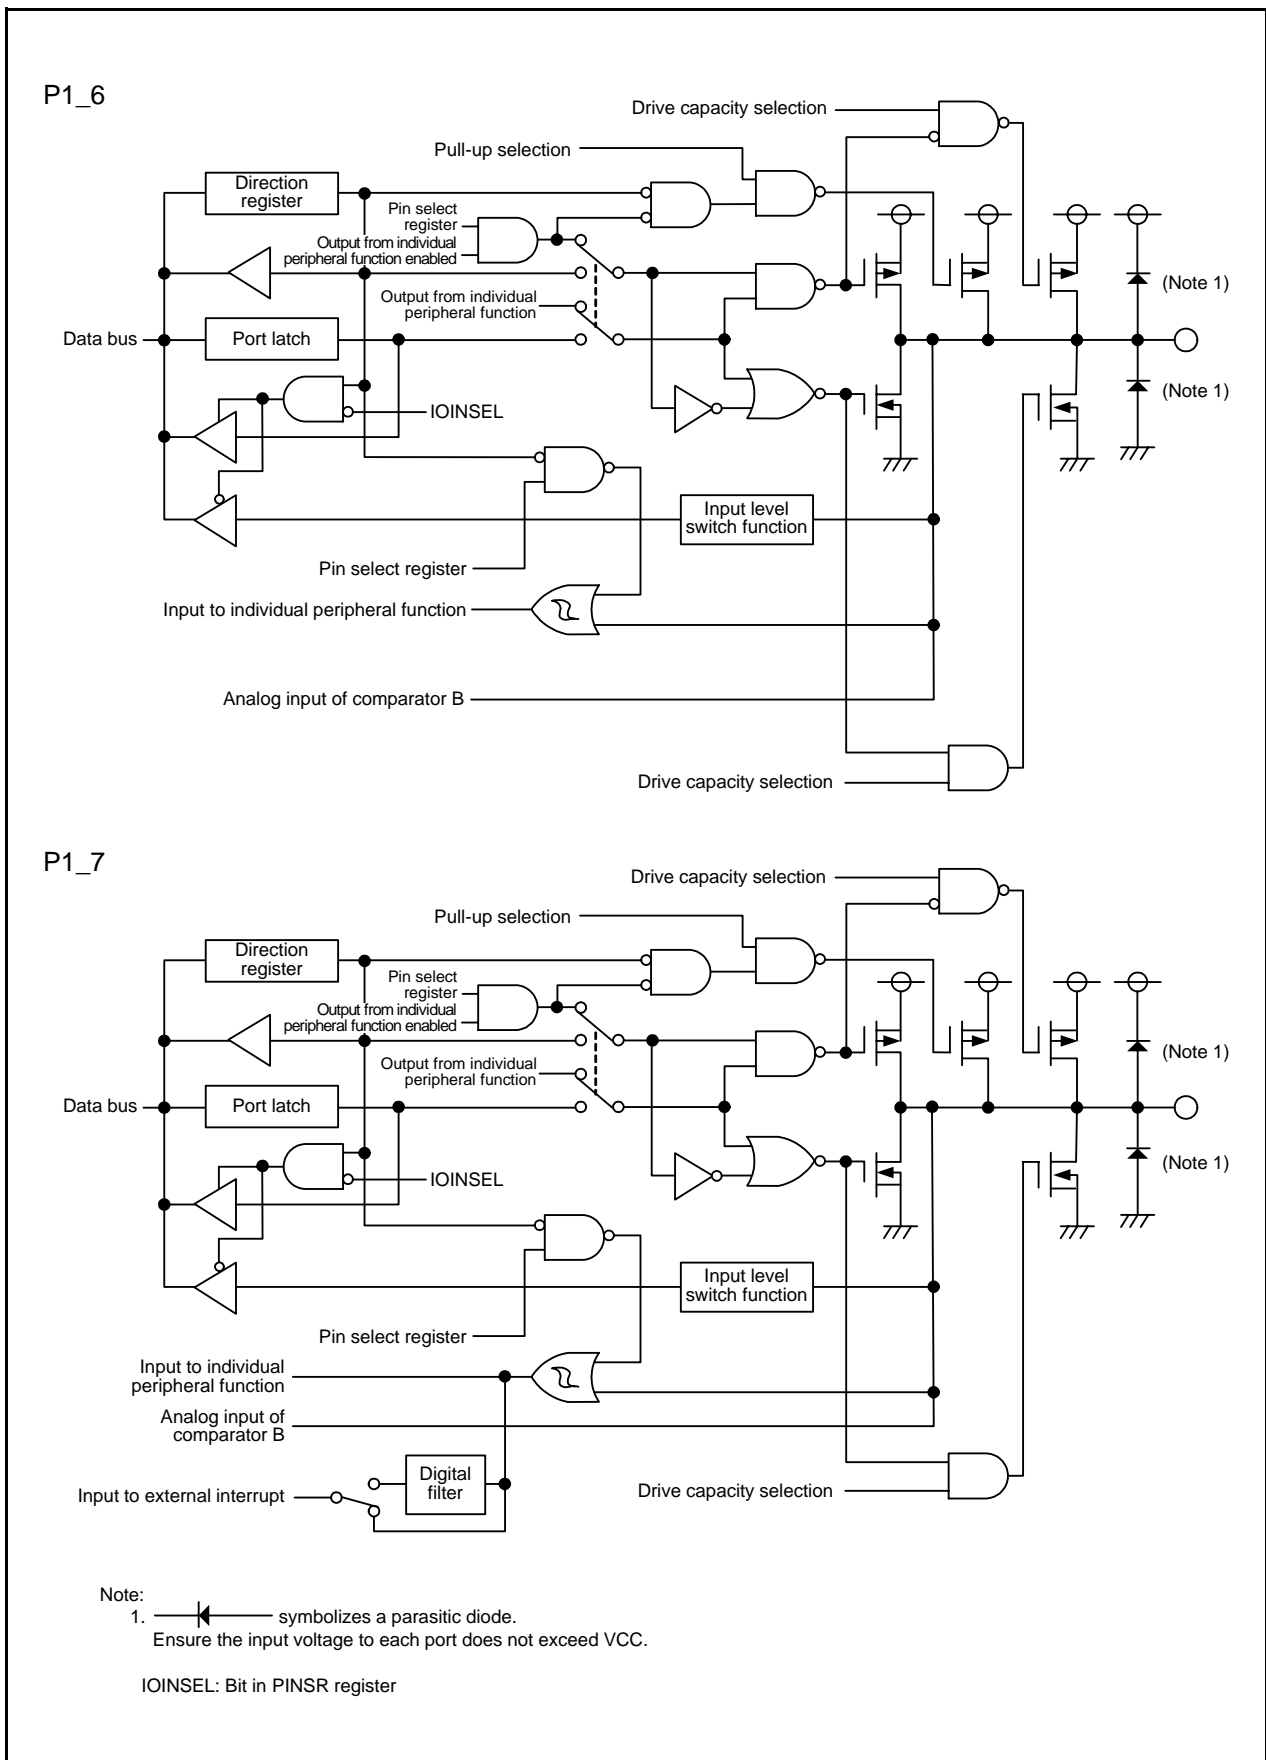 P1_6
Drive capacity selection
Pull-up selection
Direction
register
Pin select
register
Output from individual
peripheral function enabled
(Note 1)
Output from individual
peripheral function
Data bus
Port latch
(Note 1)
IOINSEL
Input level
switch function
Pin select register
Input to individual peripheral function
Analog input of comparator B
Drive capacity selection
P1_7
Drive capacity selection
Pull-up selection
Direction
register
Pin select
register
Output from individual
peripheral function enabled
(Note 1)
Output from individual
peripheral function
Data bus
Port latch
(Note 1)
IOINSEL
Input level
switch function
Pin select register
Input to individual
peripheral function
Analog input of
comparator B
Digital
filter
Input to external interrupt
Drive capacity selection
Note:
1. symbolizes a parasitic diode.
Ensure the input voltage to each port does not exceed VCC.
IOINSEL: Bit in PINSR register